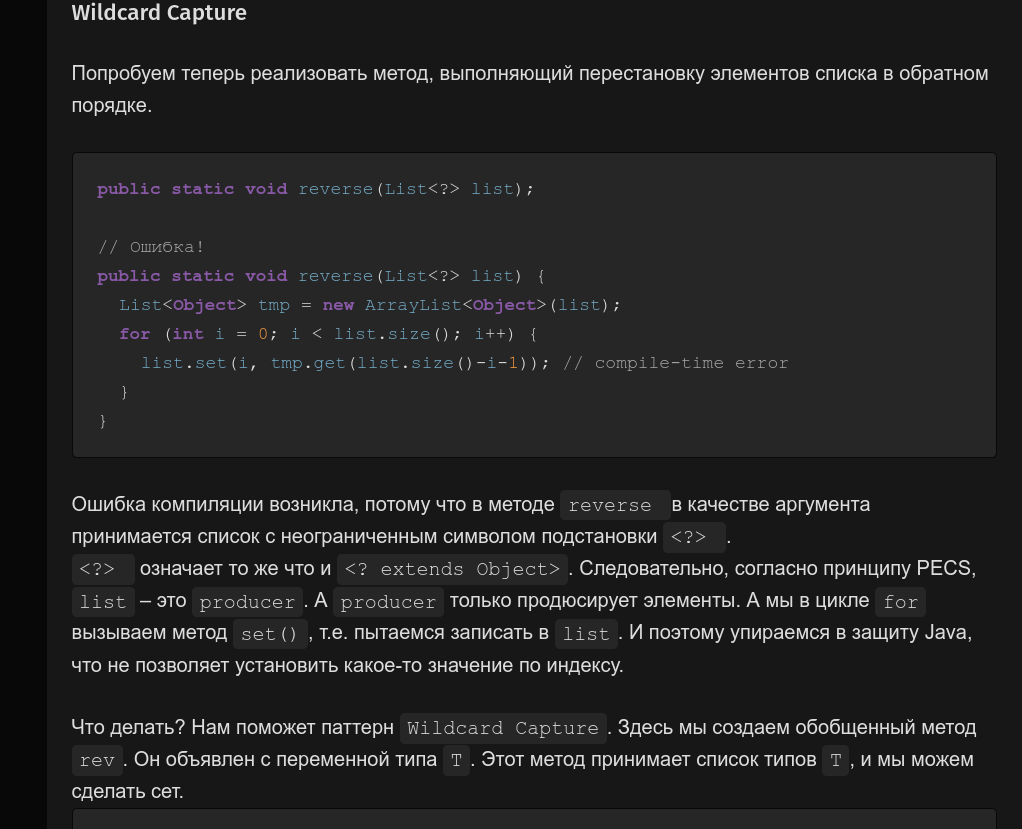 Wildcard Capture
Попробуем теперь реализовать метод, выполняющий перестановку элементов списка в обратном
порядке.
public static void reverse(List<?> list);
// Ошибка!
public static void reverse(List<?> list) {
  List<Object> tmp = new ArrayList<Object>(list);
  for (int i = 0; i < list.size(); i++) {
    list.set(i, tmp.get(list.size()-i-1)); // compile-time error
  }
}
Ошибка компиляции возникла, потому что в методе reverse в качестве аргумента
принимается список с неограниченным символом подстановки <?> .
<?> означает то же что и <? extends Object>. Следовательно, согласно принципу PECS,
list – это producer. А producer только продюсирует элементы. А мы в цикле for
вызываем метод set() , т.е. пытаемся записать в list . И поэтому упираемся в защиту Java,
что не позволяет установить какое-то значение по индексу.
Что делать? Нам поможет паттерн Wildcard Capture. Здесь мы создаем обобщенный метод
rev . Он объявлен с переменной типа T . Этот метод принимает список типов T , и мы можем
сделать сет.